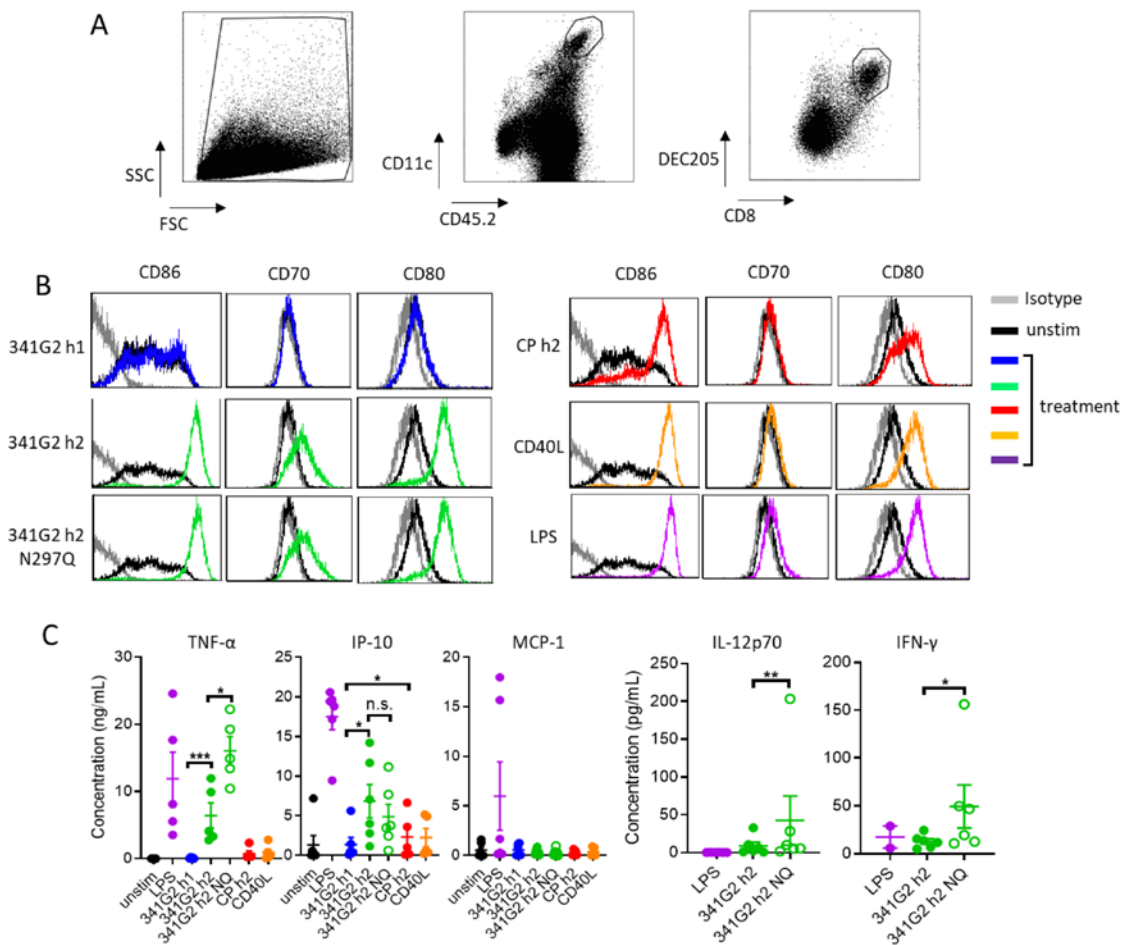 A
SSC
FSC
CD11c
CD45.2
DEC205
CD8
B
CD86 CD70 CD80
341G2 h1
341G2 h2
341G2 h2
N297Q
CD86 CD70 CD80
CP h2
CD40L
LPS
Isotype
unstim
treatment
C
TNF-α
Concentration (ng/mL)
30
20
10
0
***
*
unstim
LPS
341G2 h1
341G2 h2
341G2 h2 NQ
CP h2
CD40L
IP-10
25
20
15
10
5
0
*
n.s.
*
unstim
LPS
341G2 h1
341G2 h2
341G2 h2 NQ
CP h2
CD40L
MCP-1
20
15
10
5
0
unstim
LPS
341G2 h1
341G2 h2
341G2 h2 NQ
CP h2
CD40L
IL-12p70
Concentration (pg/mL)
250
200
150
100
50
0
**
LPS
341G2 h2
341G2 h2 NQ
IFN-γ
200
150
100
50
0
*
LPS
341G2 h2
341G2 h2 NQ